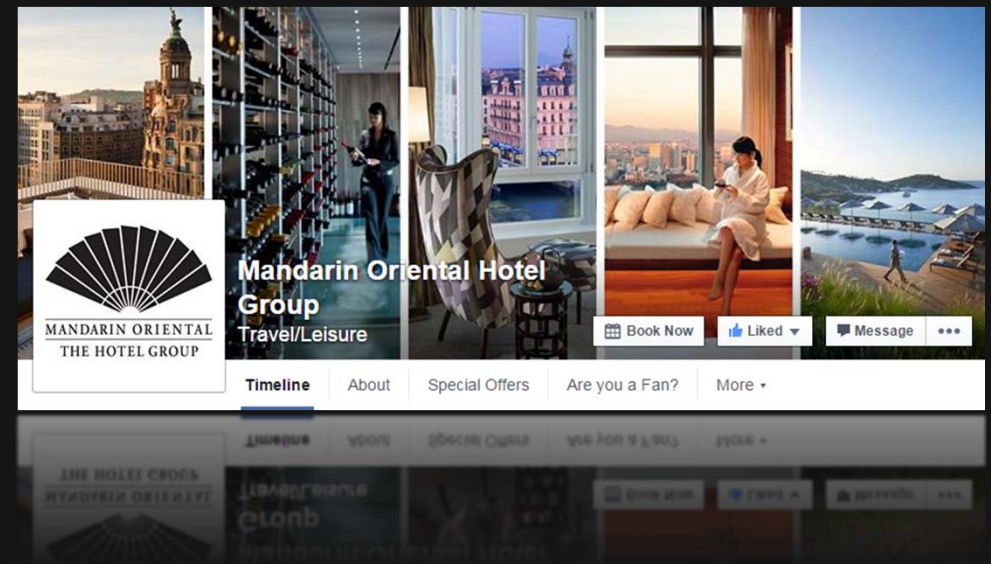 Mandarin Oriental Hotel
Group
Travel/Leisure
MANDARIN ORIENTAL
THE HOTEL GROUP
Book Now
Liked
Message
Timeline
About
Special Offers
Are you a Fan?
More